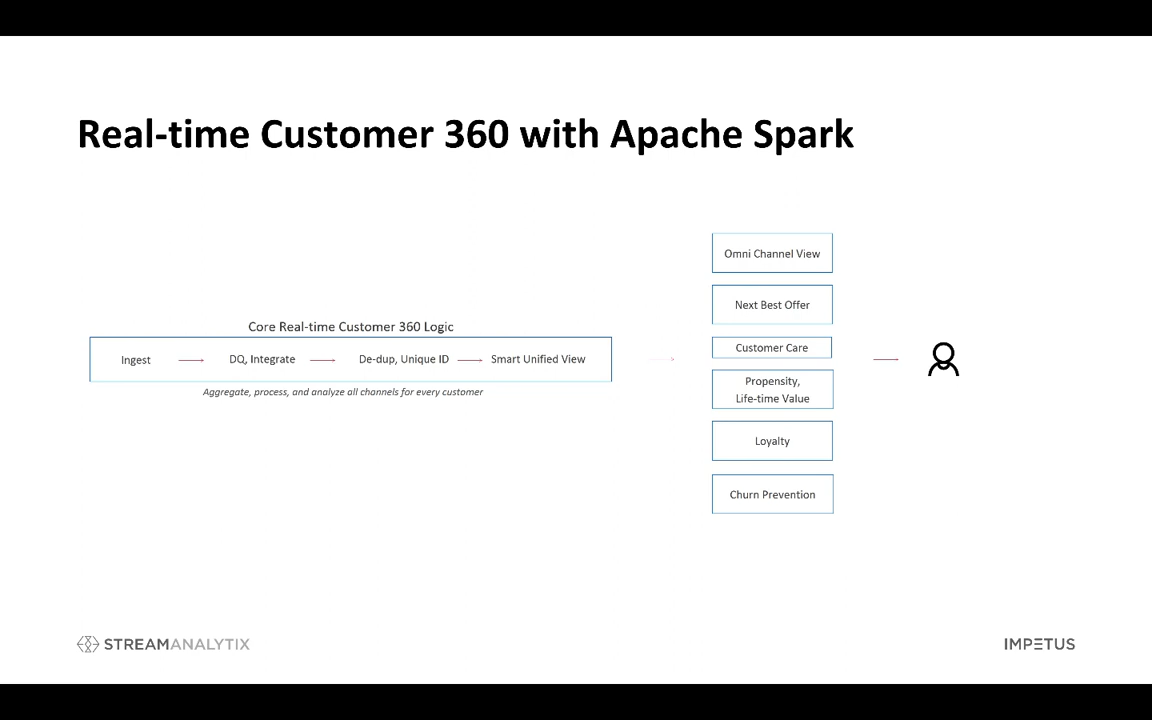 Real-time Customer 360 with Apache Spark
Core Real-time Customer 360 Logic
Ingest
DQ, Integrate
De-dup, Unique ID
Smart Unified View
Aggregate, process, and analyze all channels for every customer
Omni Channel View
Next Best Offer
Customer Care
Propensity,
Life-time Value
Loyalty
Churn Prevention
STREAMANALYTIX
IMPETUS